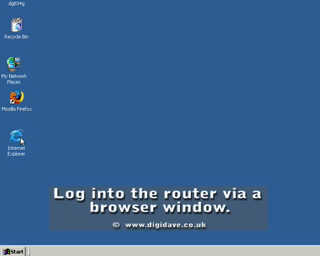 dg834g
Recycle Bin
My Network
Places
Mozilla Firefox
Internet
Explorer
Log into the router via a
browser window.
© www.digidave.co.uk
Start